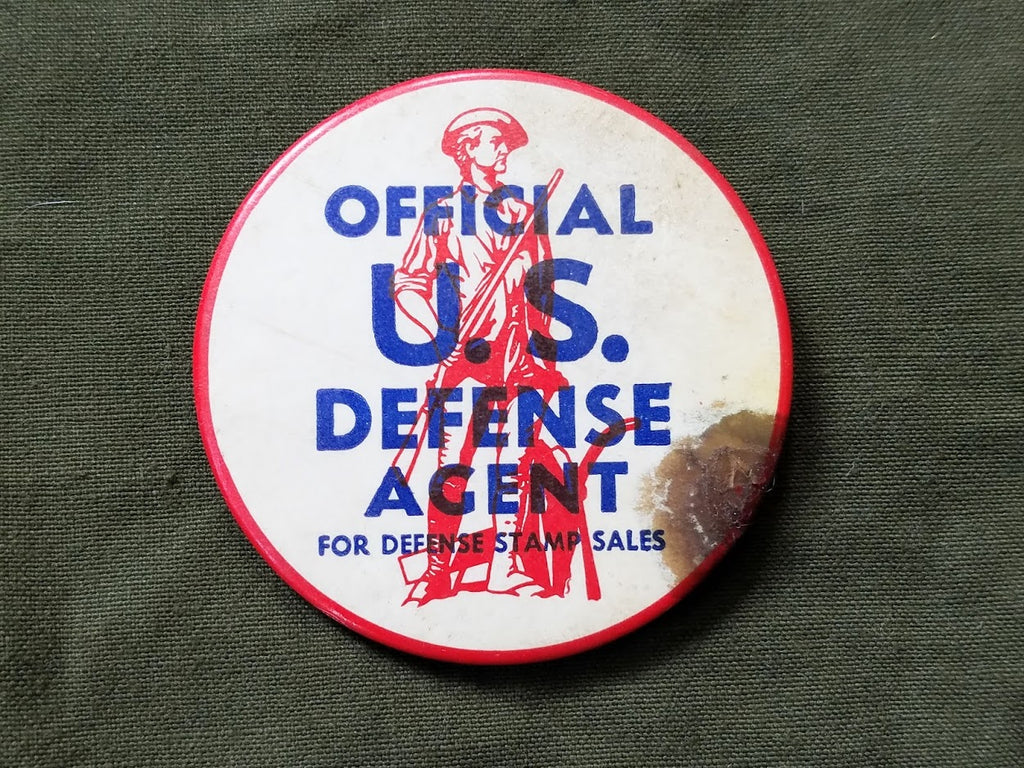 OFFICIAL
U. S.
DEFENSE
AGENT
FOR DEFENSE STAMP SALES